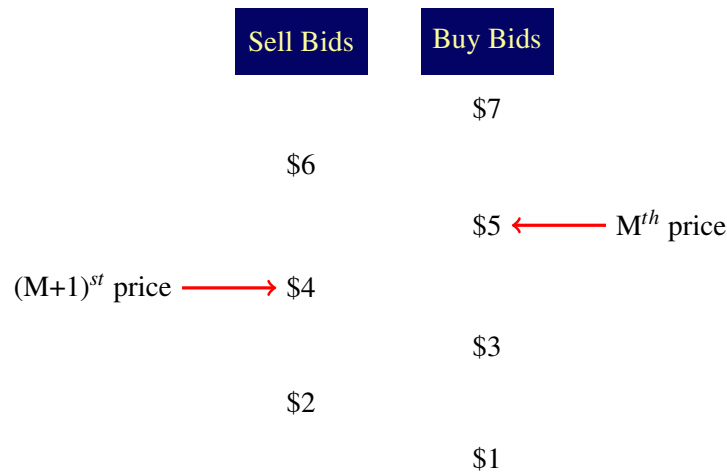 Sell Bids Buy Bids
$7
$6
$5 Mth price
(M+1)st price $4
$3
$2
$1